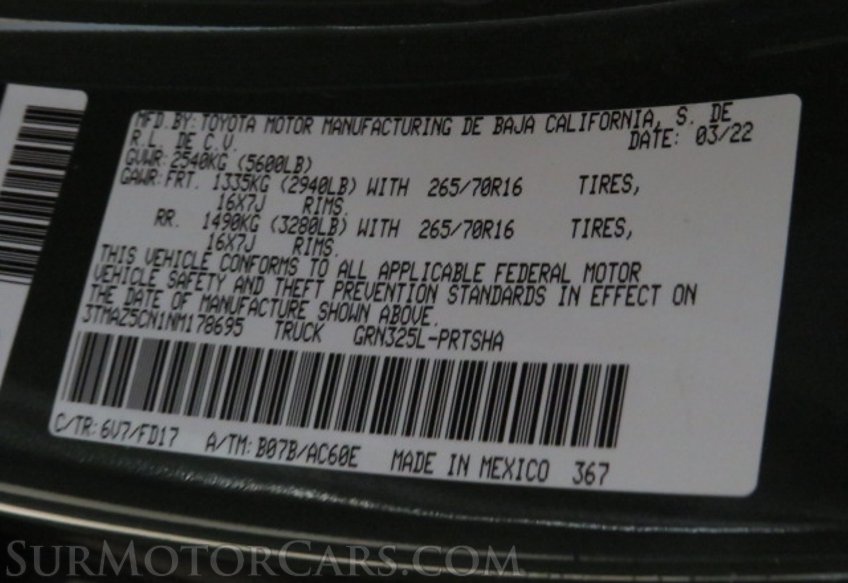 MFD. BY: TOYOTA MOTOR MANUFACTURING DE BAJA CALIFORNIA, S. DE
R.L. DE C.V. DATE: 03/22
GVWR: 2540KG (5600LB)
GAWR: FRT. 1335KG (2940LB) WITH 265/70R16 TIRES,
16X7J RIMS.
RR. 1490KG (3280LB) WITH 265/70R16 TIRES,
16X7J RIMS.
THIS VEHICLE CONFORMS TO ALL APPLICABLE FEDERAL MOTOR
VEHICLE SAFETY AND THEFT PREVENTION STANDARDS IN EFFECT ON
THE DATE OF MANUFACTURE SHOWN ABOVE.
3TMAZ5CN1NM178695 TRUCK GRN325L-PRTSHA
C/TR: 6V7/FD17 A/TM: B07B/AC60E MADE IN MEXICO 367
SURMOTORCARS.COM